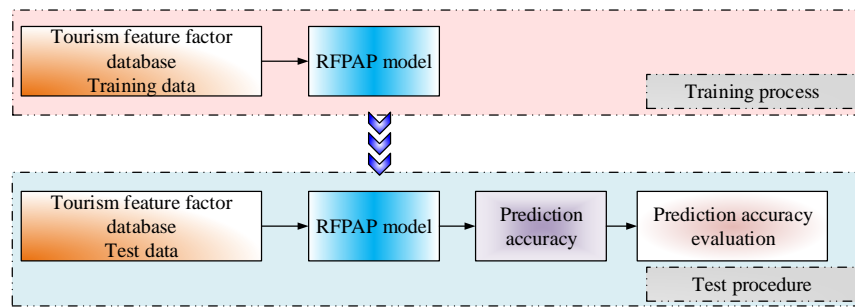 Tourism feature factor
database
Training data
RFPAP model
Training process
Tourism feature factor
database
Test data
RFPAP model
Prediction
accuracy
Prediction accuracy
evaluation
Test procedure